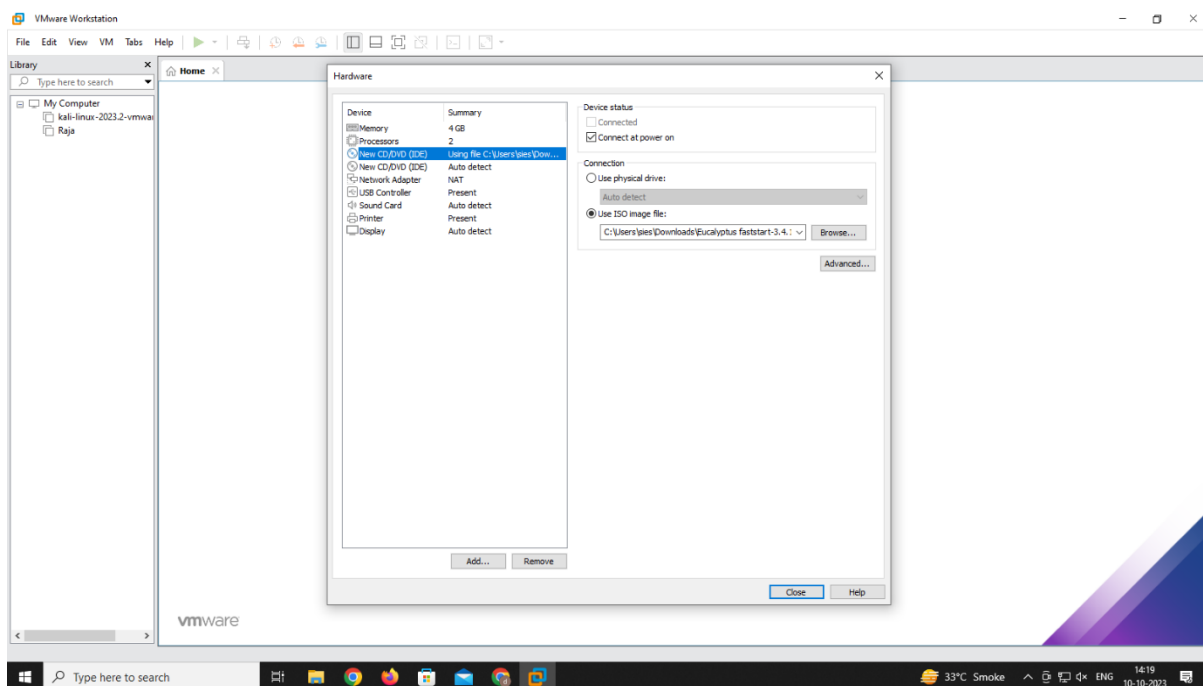 VMware Workstation
File Edit View VM Tabs Help
Library
Type here to search
My Computer
kali-linux-2023.2-vmwar
Raja
Home
Hardware
Device Summary
Memory 4 GB
Processors 2
New CD/DVD (IDE) Using file C:\Users\sies\Dow...
New CD/DVD (IDE) Auto detect
Network Adapter NAT
USB Controller Present
Sound Card Auto detect
Printer Present
Display Auto detect
Add... Remove
Device status
Connected
Connect at power on
Connection
Use physical drive:
Auto detect
Use ISO image file:
C:\Users\sies\Downloads\Eucalyptus faststart-3.4.
Browse...
Advanced...
Close Help
vmware
Type here to search
33°C Smoke
ENG
14:19
10-10-2023